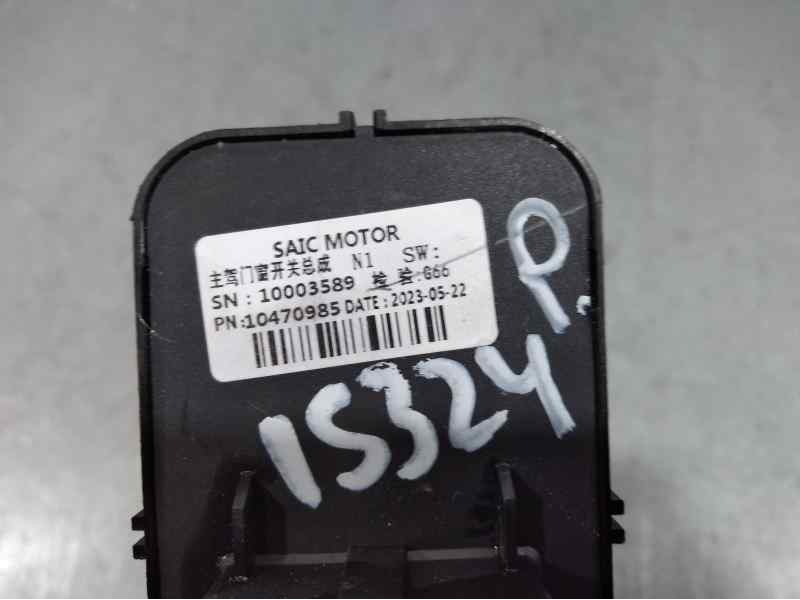 SAIC MOTOR
主驾门窗开关总成 N1 SW:
SN : 10003589 检 验:G66
PN:10470985 DATE : 2023-05-22
P.
15324